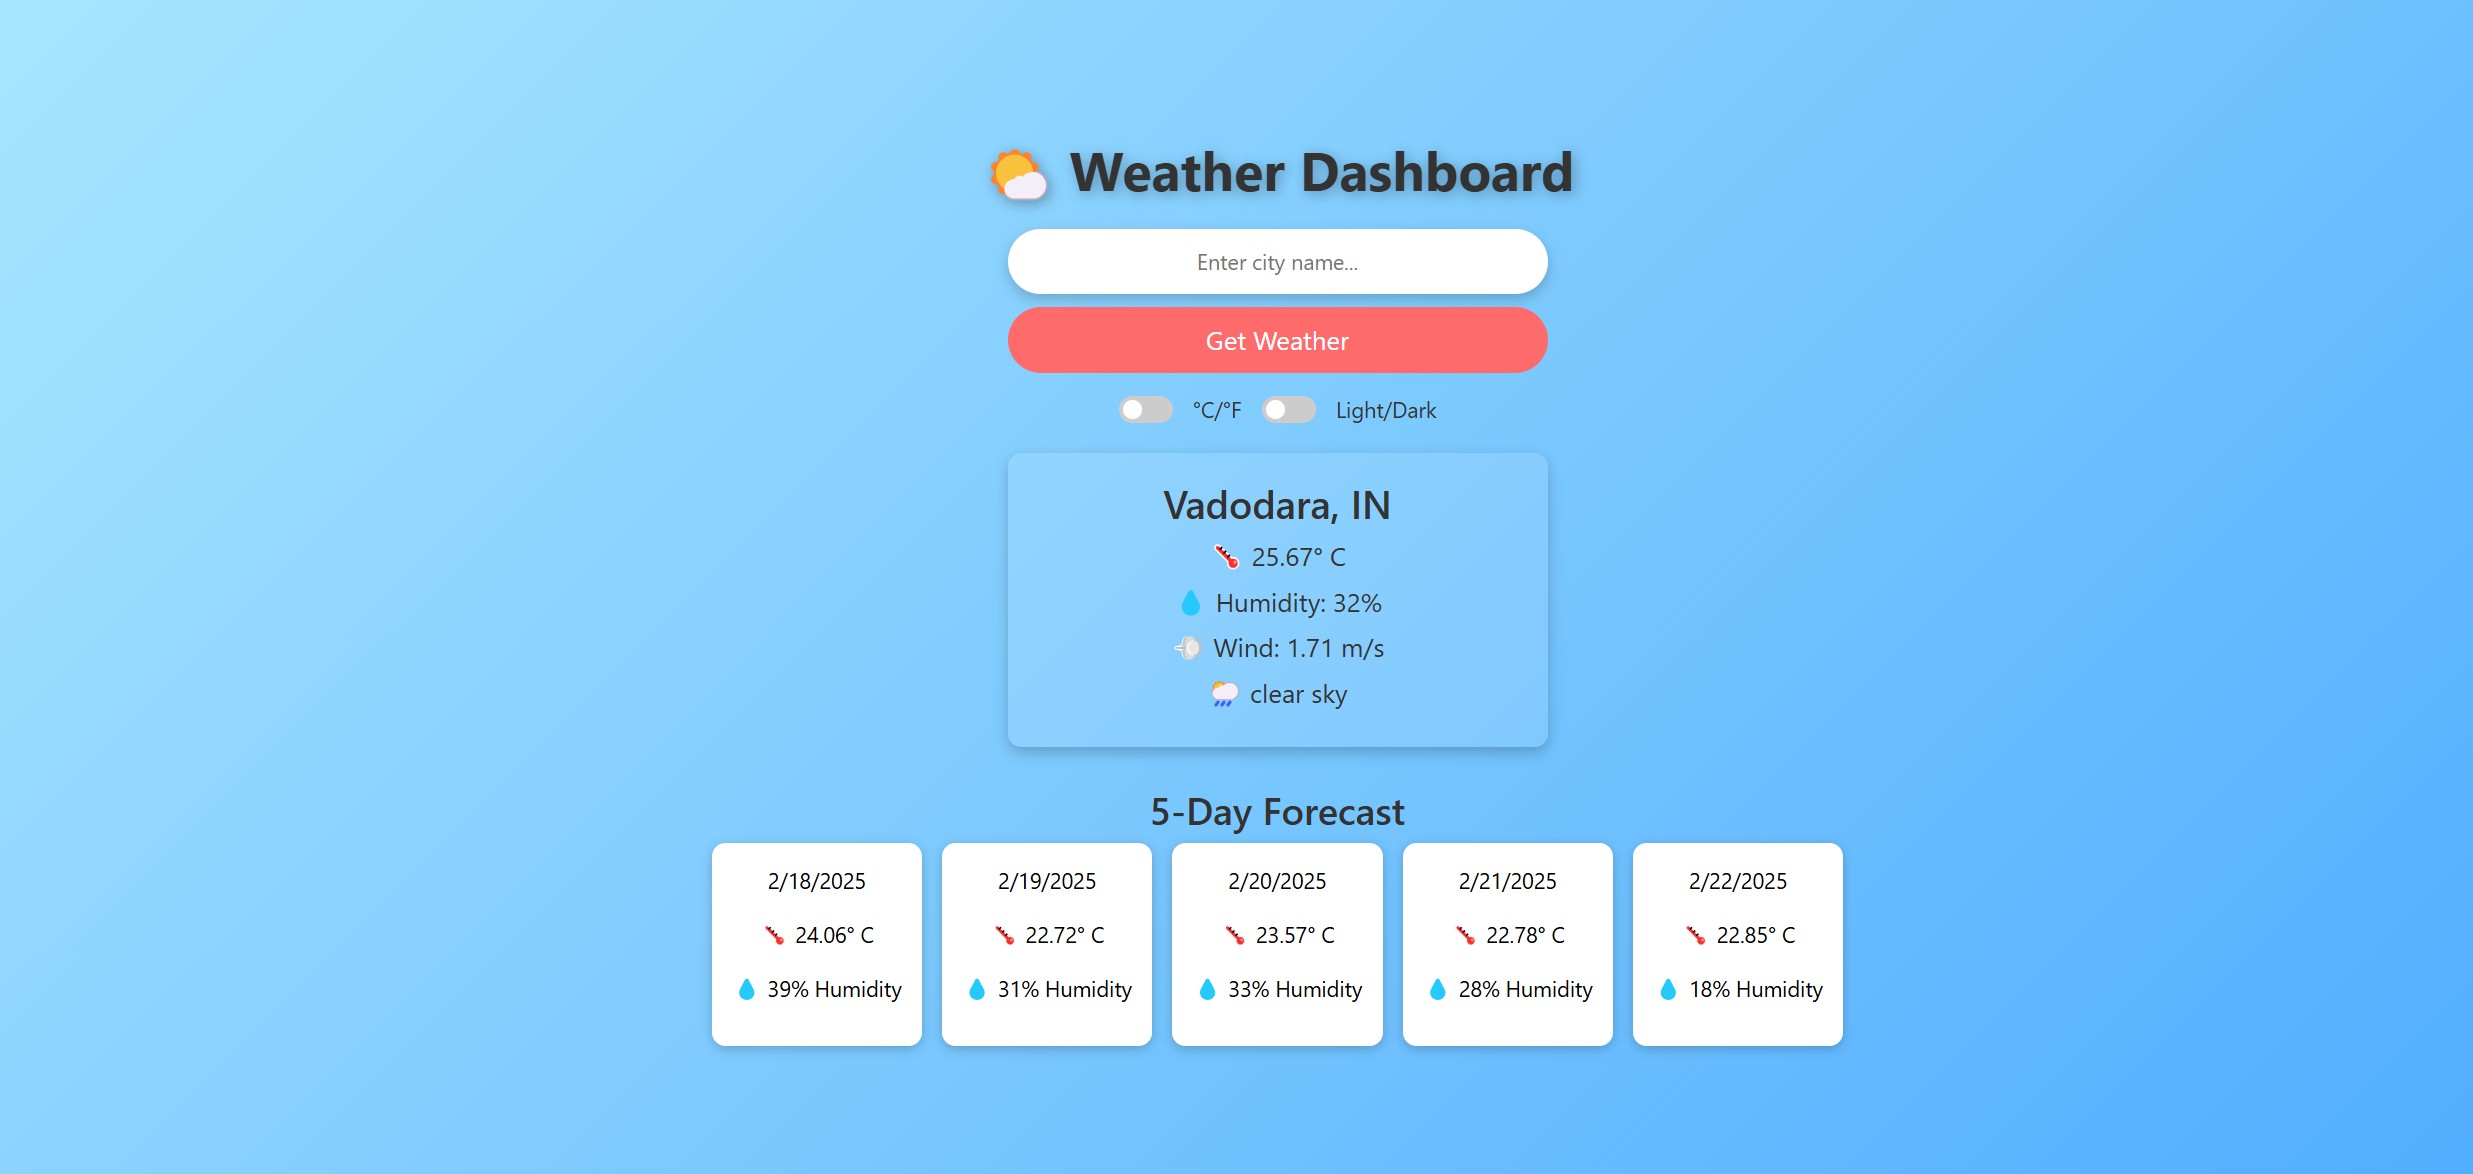 Weather Dashboard
Enter city name...
Get Weather
°C/°F Light/Dark
Vadodara, IN
25.67° C
Humidity: 32%
Wind: 1.71 m/s
clear sky
5-Day Forecast
2/18/2025
24.06° C
39% Humidity
2/19/2025
22.72° C
31% Humidity
2/20/2025
23.57° C
33% Humidity
2/21/2025
22.78° C
28% Humidity
2/22/2025
22.85° C
18% Humidity